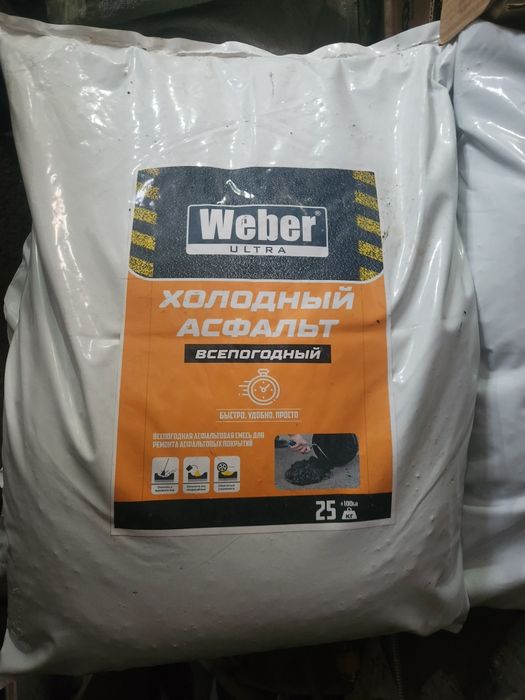 Weber®
ULTRA
ХОЛОДНЫЙ
АСФАЛЬТ
ВСЕПОГОДНЫЙ
БЫСТРО, УДОБНО, ПРОСТО
ВСЕПОГОДНАЯ АСФАЛЬТОВАЯ СМЕСЬ ДЛЯ
РЕМОНТА АСФАЛЬТОВЫХ ПОКРЫТИЙ
25
КГ